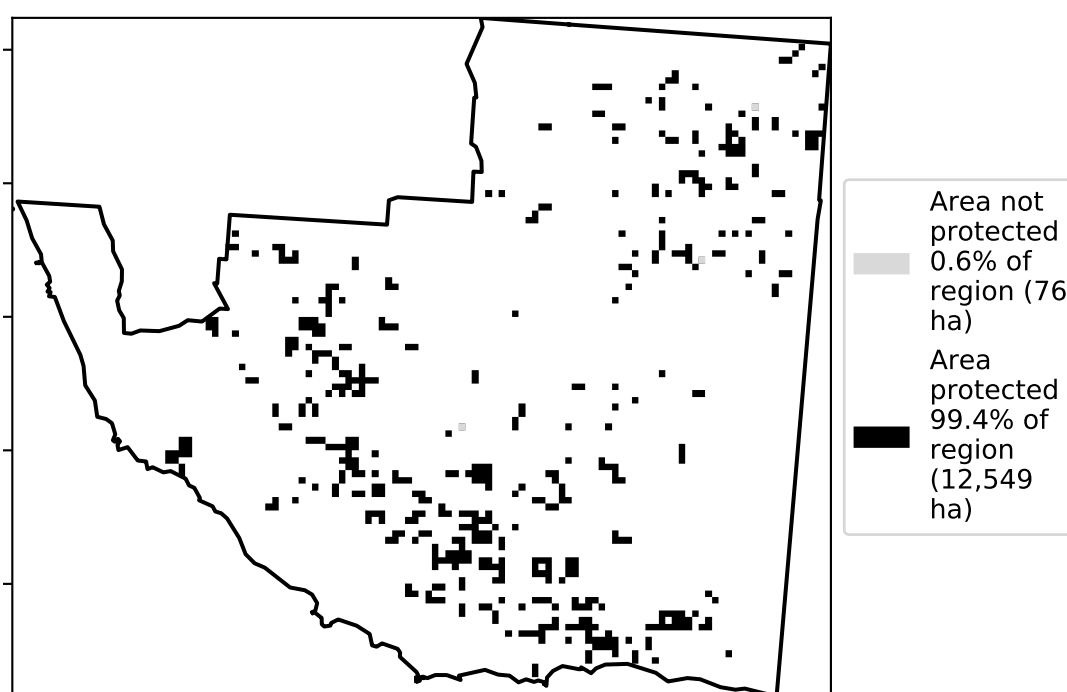 Area not
protected
0.6% of
region (76
ha)
Area
protected
99.4% of
region
(12,549
ha)